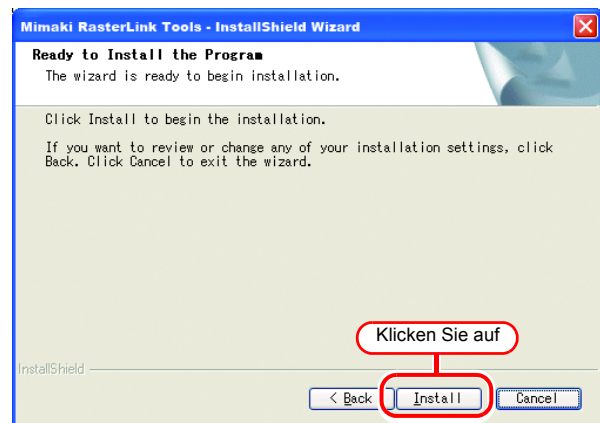 Mimaki RasterLink Tools - InstallShield Wizard
Ready to Install the Program
The wizard is ready to begin installation.
Click Install to begin the installation.
If you want to review or change any of your installation settings, click
Back. Click Cancel to exit the wizard.
Klicken Sie auf
InstallShield
< Back
Install
Cancel